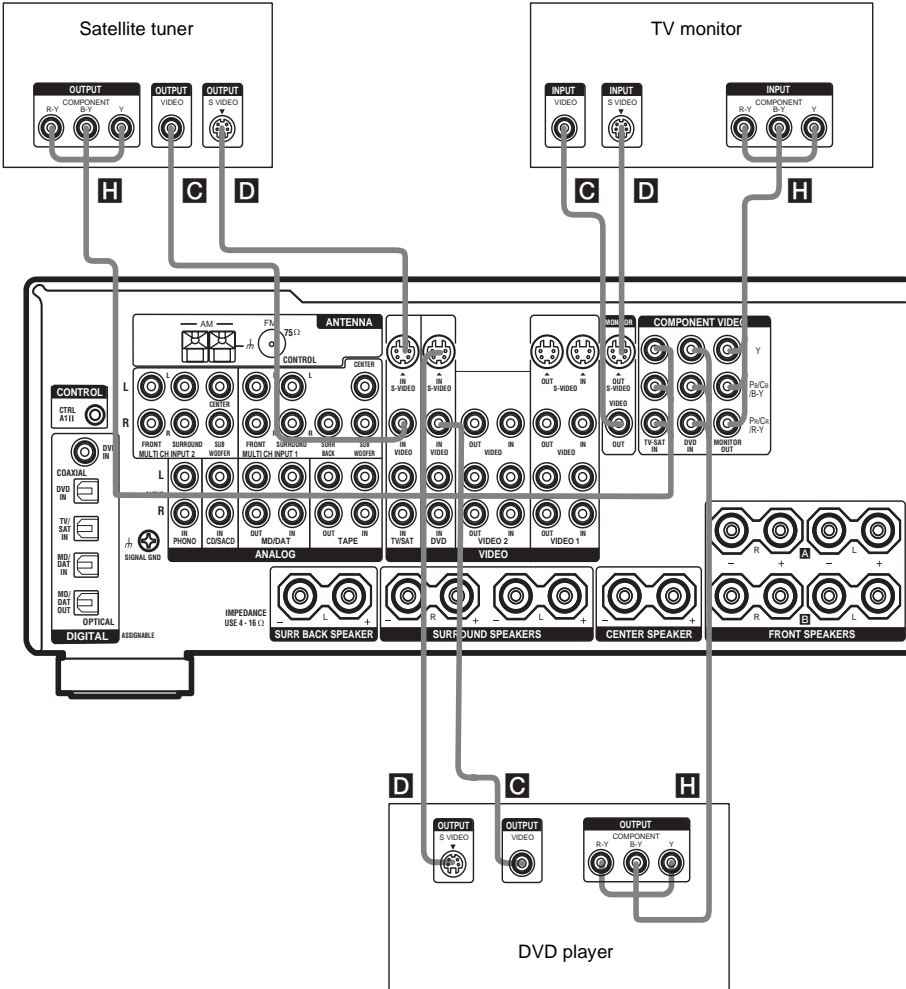 Satellite tuner
TV monitor
OUTPUT
COMPONENT
R-Y B-Y Y
OUTPUT
VIDEO
OUTPUT
S VIDEO
INPUT
VIDEO
INPUT
S VIDEO
INPUT
COMPONENT
R-Y B-Y Y
H
C
D
C
D
H
AM
FM
75Ω
ANTENNA
CONTROL
CENTER
L
L
L
CENTER
R
R
R
FRONT SURROUND SUB WOOFER
MULTI CH INPUT 2
FRONT SURROUND SURR BACK SUB WOOFER
MULTI CH INPUT 1
CONTROL
CTRL
A1II
DVD
IN
COAXIAL
DVD
IN
TV/
SAT
IN
MD/
DAT
IN
MD/
DAT
OUT
OPTICAL
DIGITAL
ASSIGNABLE
SIGNAL GND
L
R
IN
PHONO
IN
CD/SACD
OUT IN
MD/DAT
OUT IN
TAPE
ANALOG
IN
S-VIDEO
IN
S-VIDEO
OUT IN
S-VIDEO
IN
VIDEO
IN
VIDEO
OUT IN
VIDEO
OUT IN
VIDEO
IN
TV/SAT
IN
DVD
OUT IN
VIDEO 2
OUT IN
VIDEO 1
VIDEO
MONITOR
OUT
S-VIDEO
VIDEO
OUT
COMPONENT VIDEO
Y
PB/CB
/B-Y
PR/CR
/R-Y
TV-SAT
IN
DVD
IN
MONITOR
OUT
IMPEDANCE
USE 4 - 16 Ω
− L +
SURR BACK SPEAKER
− R + − L +
SURROUND SPEAKERS
− +
CENTER SPEAKER
R A L
− + − +
R B L
FRONT SPEAKERS
D
C
H
OUTPUT
S VIDEO
OUTPUT
VIDEO
OUTPUT
COMPONENT
R-Y B-Y Y
DVD player